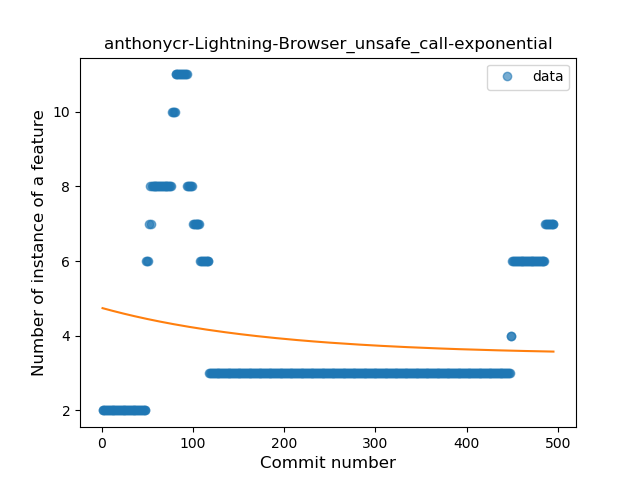 anthonycr-Lightning-Browser_unsafe_call-exponential
data
Number of instance of a feature
10
8
6
4
2
0
100
200
300
400
500
Commit number